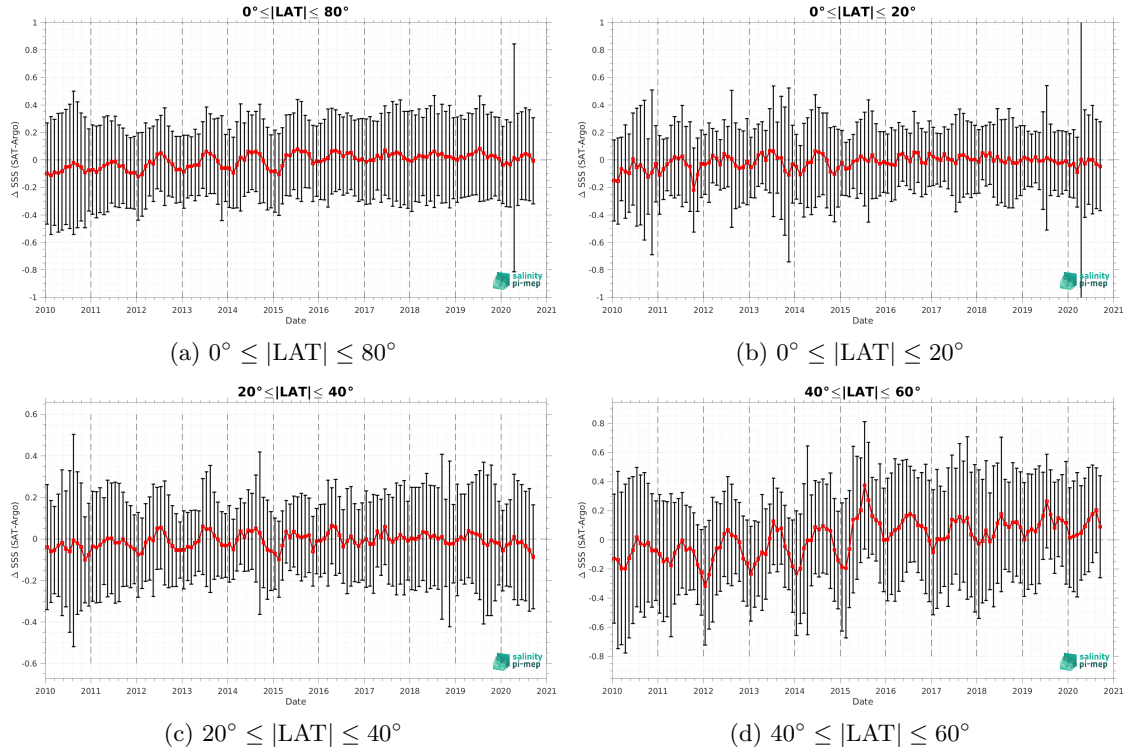 0°≤|LAT|≤ 80°
1
0.8
0.6
0.4
0.2
0
-0.2
-0.4
-0.6
-0.8
-1
Δ SSS (SAT-Argo)
2010 2011 2012 2013 2014 2015 2016 2017 2018 2019 2020 2021
Date
salinity
pi-mep
(a) 0° ≤ |LAT| ≤ 80°
0°≤|LAT|≤ 20°
1
0.8
0.6
0.4
0.2
0
-0.2
-0.4
-0.6
-0.8
-1
Δ SSS (SAT-Argo)
2010 2011 2012 2013 2014 2015 2016 2017 2018 2019 2020 2021
Date
salinity
pi-mep
(b) 0° ≤ |LAT| ≤ 20°
20°≤|LAT|≤ 40°
0.6
0.4
0.2
0
-0.2
-0.4
-0.6
Δ SSS (SAT-Argo)
2010 2011 2012 2013 2014 2015 2016 2017 2018 2019 2020 2021
Date
salinity
pi-mep
(c) 20° ≤ |LAT| ≤ 40°
40°≤|LAT|≤ 60°
0.8
0.6
0.4
0.2
0
-0.2
-0.4
-0.6
-0.8
Δ SSS (SAT-Argo)
2010 2011 2012 2013 2014 2015 2016 2017 2018 2019 2020 2021
Date
salinity
pi-mep
(d) 40° ≤ |LAT| ≤ 60°